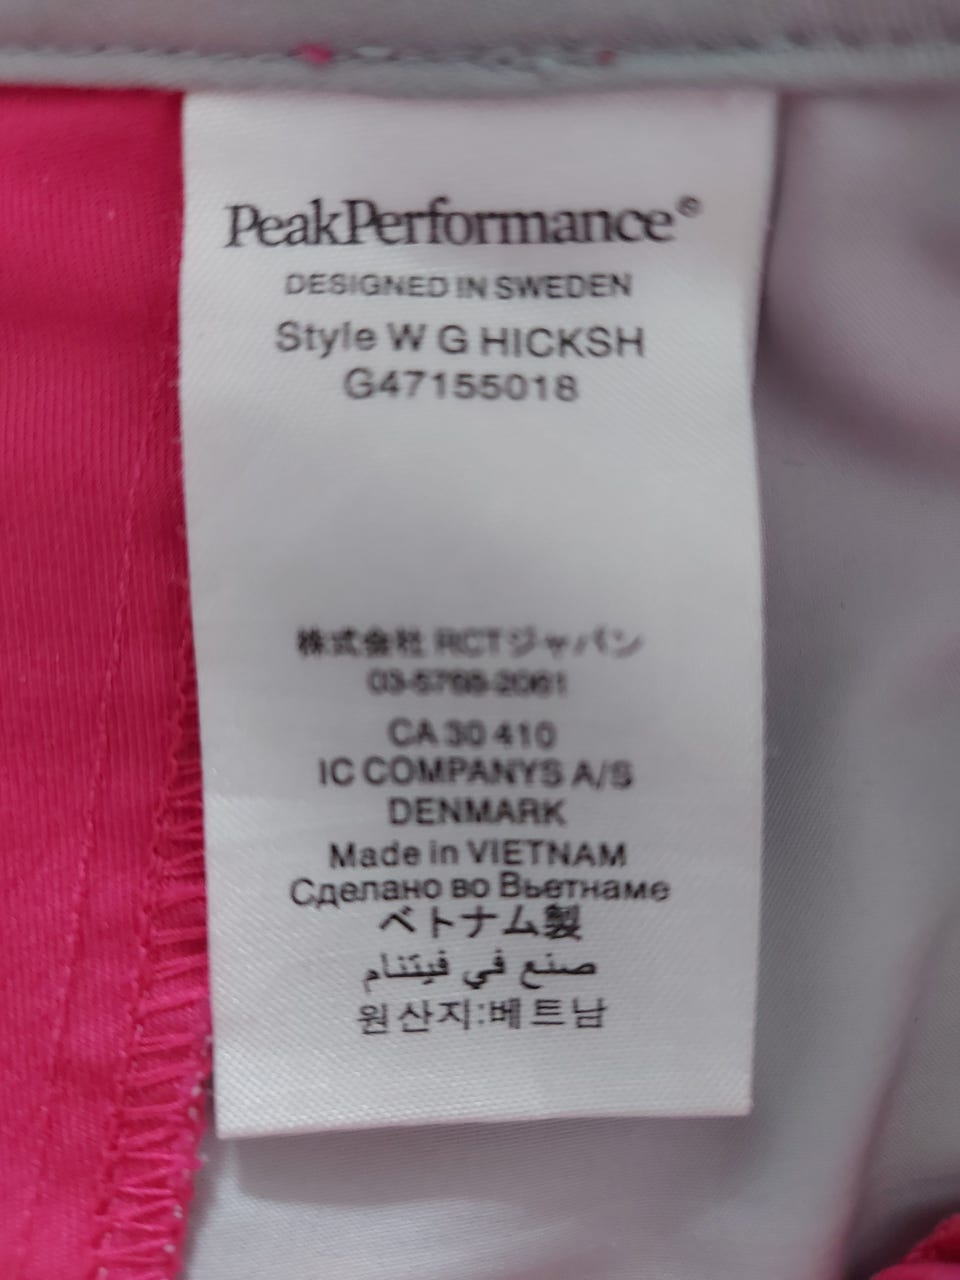 PeakPerformance®
DESIGNED IN SWEDEN
Style W G HICKSH
G47155018
株式会社 RCTジャパン
03-5768-2061
CA 30 410
IC COMPANYS A/S
DENMARK
Made in VIETNAM
Сделано во Вьетнаме
ベトナム製
صنع في فيتنام
원산지:베트남